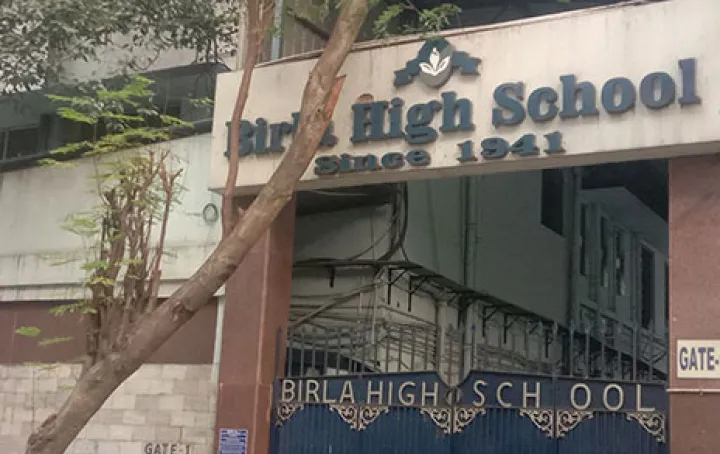 Birla High School
Since 1941
GATE-
BIRLA HIGH SCHOOL
GATE-1